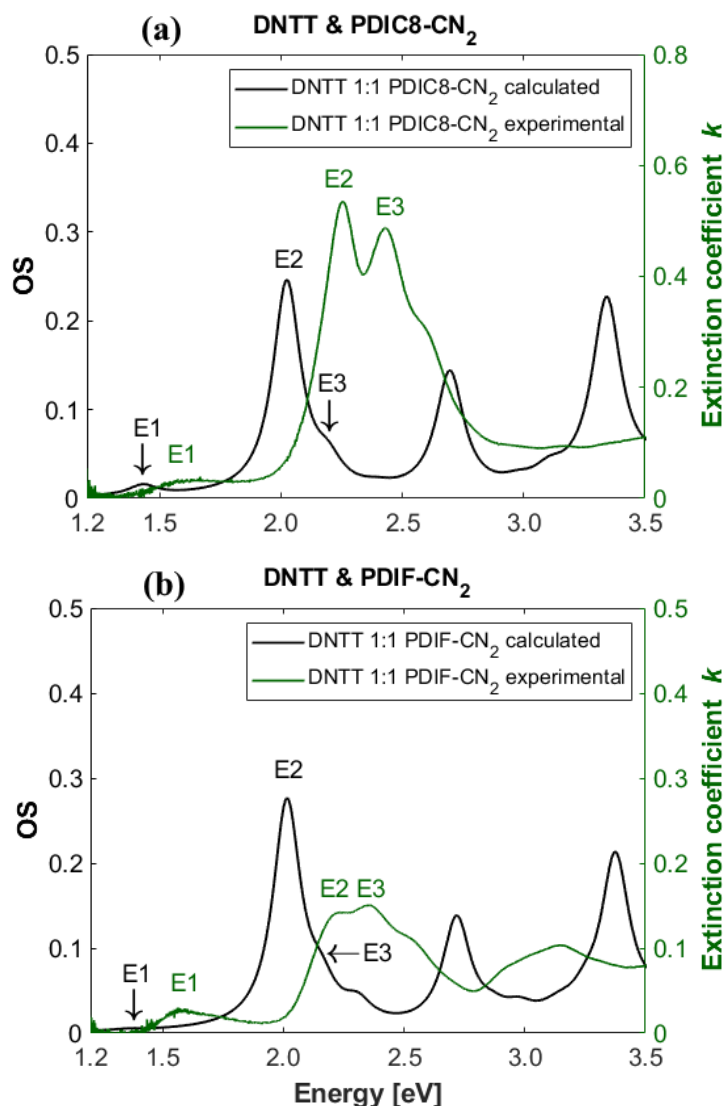 (a) DNTT & PDIC8-CN2
DNTT 1:1 PDIC8-CN2 calculated
DNTT 1:1 PDIC8-CN2 experimental
OS
Extinction coefficient k
0.5
0.4
0.3
0.2
0.1
0
0.8
0.6
0.4
0.2
0
E2
E3
E2
E3
E1
E1
1.2 1.5 2.0 2.5 3.0 3.5
(b) DNTT & PDIF-CN2
DNTT 1:1 PDIF-CN2 calculated
DNTT 1:1 PDIF-CN2 experimental
OS
Extinction coefficient k
0.5
0.4
0.3
0.2
0.1
0
0.5
0.4
0.3
0.2
0.1
0
E2
E2 E3
E3
E1
E1
1.2 1.5 2.0 2.5 3.0 3.5
Energy [eV]